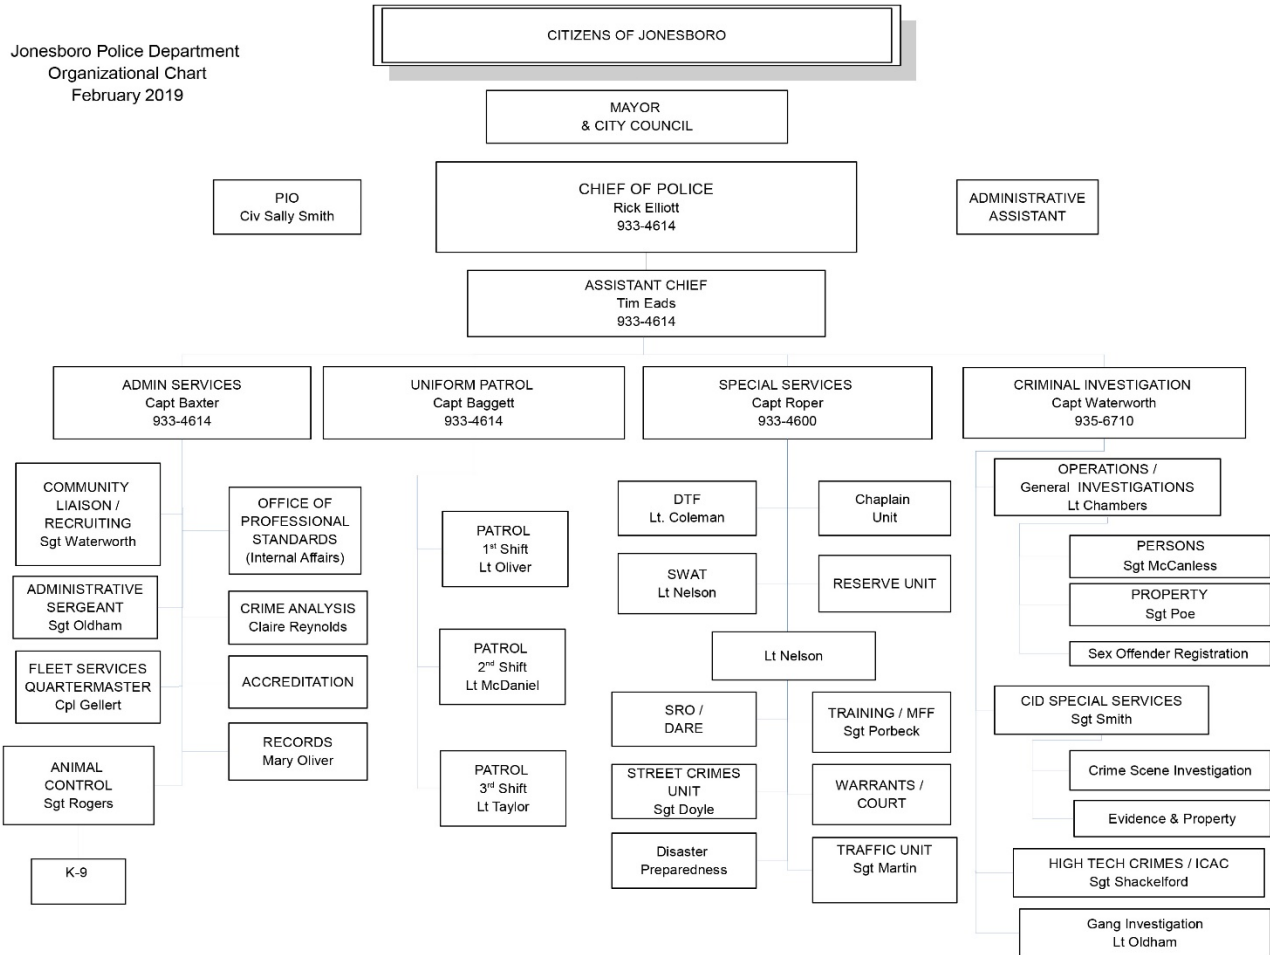 Jonesboro Police Department
Organizational Chart
February 2019
CITIZENS OF JONESBORO
MAYOR
& CITY COUNCIL
PIO
Civ Sally Smith
CHIEF OF POLICE
Rick Elliott
933-4614
ADMINISTRATIVE
ASSISTANT
ASSISTANT CHIEF
Tim Eads
933-4614
ADMIN SERVICES
Capt Baxter
933-4614
UNIFORM PATROL
Capt Baggett
933-4614
SPECIAL SERVICES
Capt Roper
933-4600
CRIMINAL INVESTIGATION
Capt Waterworth
935-6710
COMMUNITY
LIAISON /
RECRUITING
Sgt Waterworth
OFFICE OF
PROFESSIONAL
STANDARDS
(Internal Affairs)
ADMINISTRATIVE
SERGEANT
Sgt Oldham
CRIME ANALYSIS
Claire Reynolds
FLEET SERVICES
QUARTERMASTER
Cpl Gellert
ACCREDITATION
RECORDS
Mary Oliver
ANIMAL
CONTROL
Sgt Rogers
K-9
PATROL
1st Shift
Lt Oliver
PATROL
2nd Shift
Lt McDaniel
PATROL
3rd Shift
Lt Taylor
DTF
Lt. Coleman
Chaplain
Unit
SWAT
Lt Nelson
RESERVE UNIT
Lt Nelson
SRO /
DARE
TRAINING / MFF
Sgt Porbeck
STREET CRIMES
UNIT
Sgt Doyle
WARRANTS /
COURT
Disaster
Preparedness
TRAFFIC UNIT
Sgt Martin
OPERATIONS /
General INVESTIGATIONS
Lt Chambers
PERSONS
Sgt McCanless
PROPERTY
Sgt Poe
Sex Offender Registration
CID SPECIAL SERVICES
Sgt Smith
Crime Scene Investigation
Evidence & Property
HIGH TECH CRIMES / ICAC
Sgt Shackelford
Gang Investigation
Lt Oldham